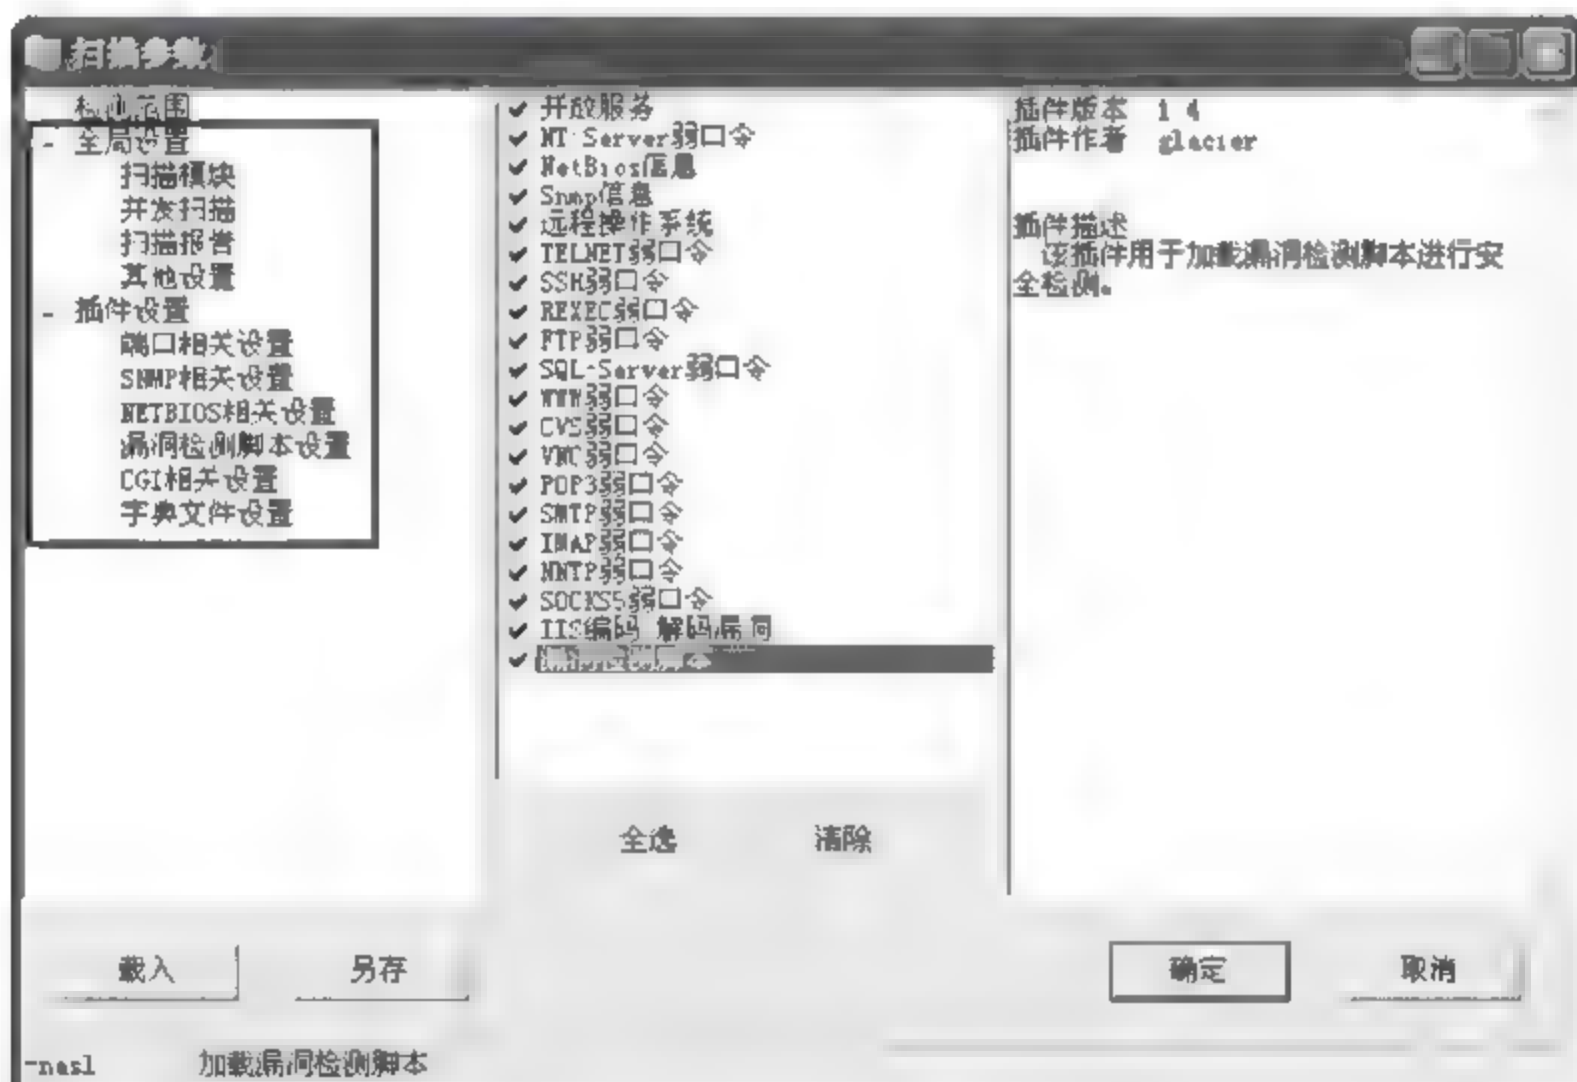 扫描参数
检测范围
- 全局设置
扫描模块
并发扫描
扫描报告
其他设置
- 插件设置
端口相关设置
SNMP相关设置
NETBIOS相关设置
漏洞检测脚本设置
CGI相关设置
字典文件设置
开放服务
NT-Server弱口令
NetBios信息
Snmp信息
远程操作系统
TELNET弱口令
SSH弱口令
REXEC弱口令
FTP弱口令
SQL-Server弱口令
WWW弱口令
CVS弱口令
VNC弱口令
POP3弱口令
SMTP弱口令
IMAP弱口令
NNTP弱口令
SOCKS5弱口令
IIS编码 解码漏洞
漏洞检测脚本
全选 清除
插件版本 1 4
插件作者 glacier
插件描述
该插件用于加载漏洞检测脚本进行安
全检测。
载入 另存 确定 取消
-nasl 加载漏洞检测脚本